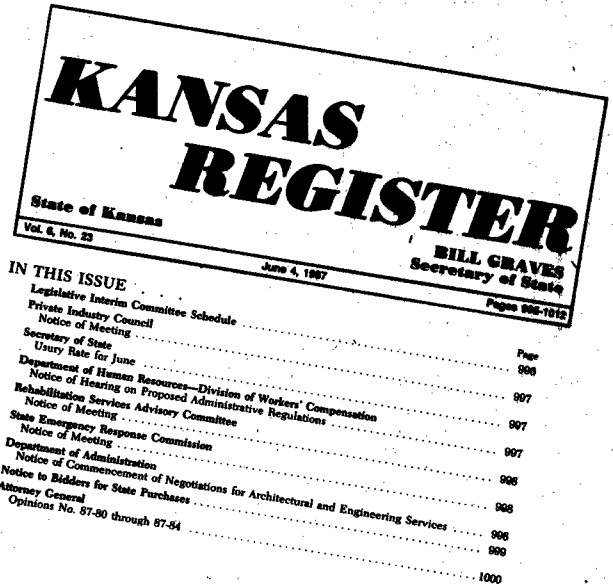 KANSAS
REGISTER
State of Kansas
BILL GRAVES
Secretary of State
Vol. 6, No. 23 June 4, 1987 Pages 995-1012
IN THIS ISSUE . . . Page
Legislative Interim Committee Schedule ........ 996
Private Industry Council
Notice of Meeting ........ 997
Secretary of State
Usury Rate for June ........ 997
Department of Human Resources—Division of Workers' Compensation
Notice of Hearing on Proposed Administrative Regulations ........ 997
Rehabilitation Services Advisory Committee
Notice of Meeting ........ 998
State Emergency Response Commission
Notice of Meeting ........ 998
Department of Administration
Notice of Commencement of Negotiations for Architectural and Engineering Services ...... 998
Notice to Bidders for State Purchases ........ 999
Attorney General
Opinions No. 87-80 through 87-84 ........ 1000